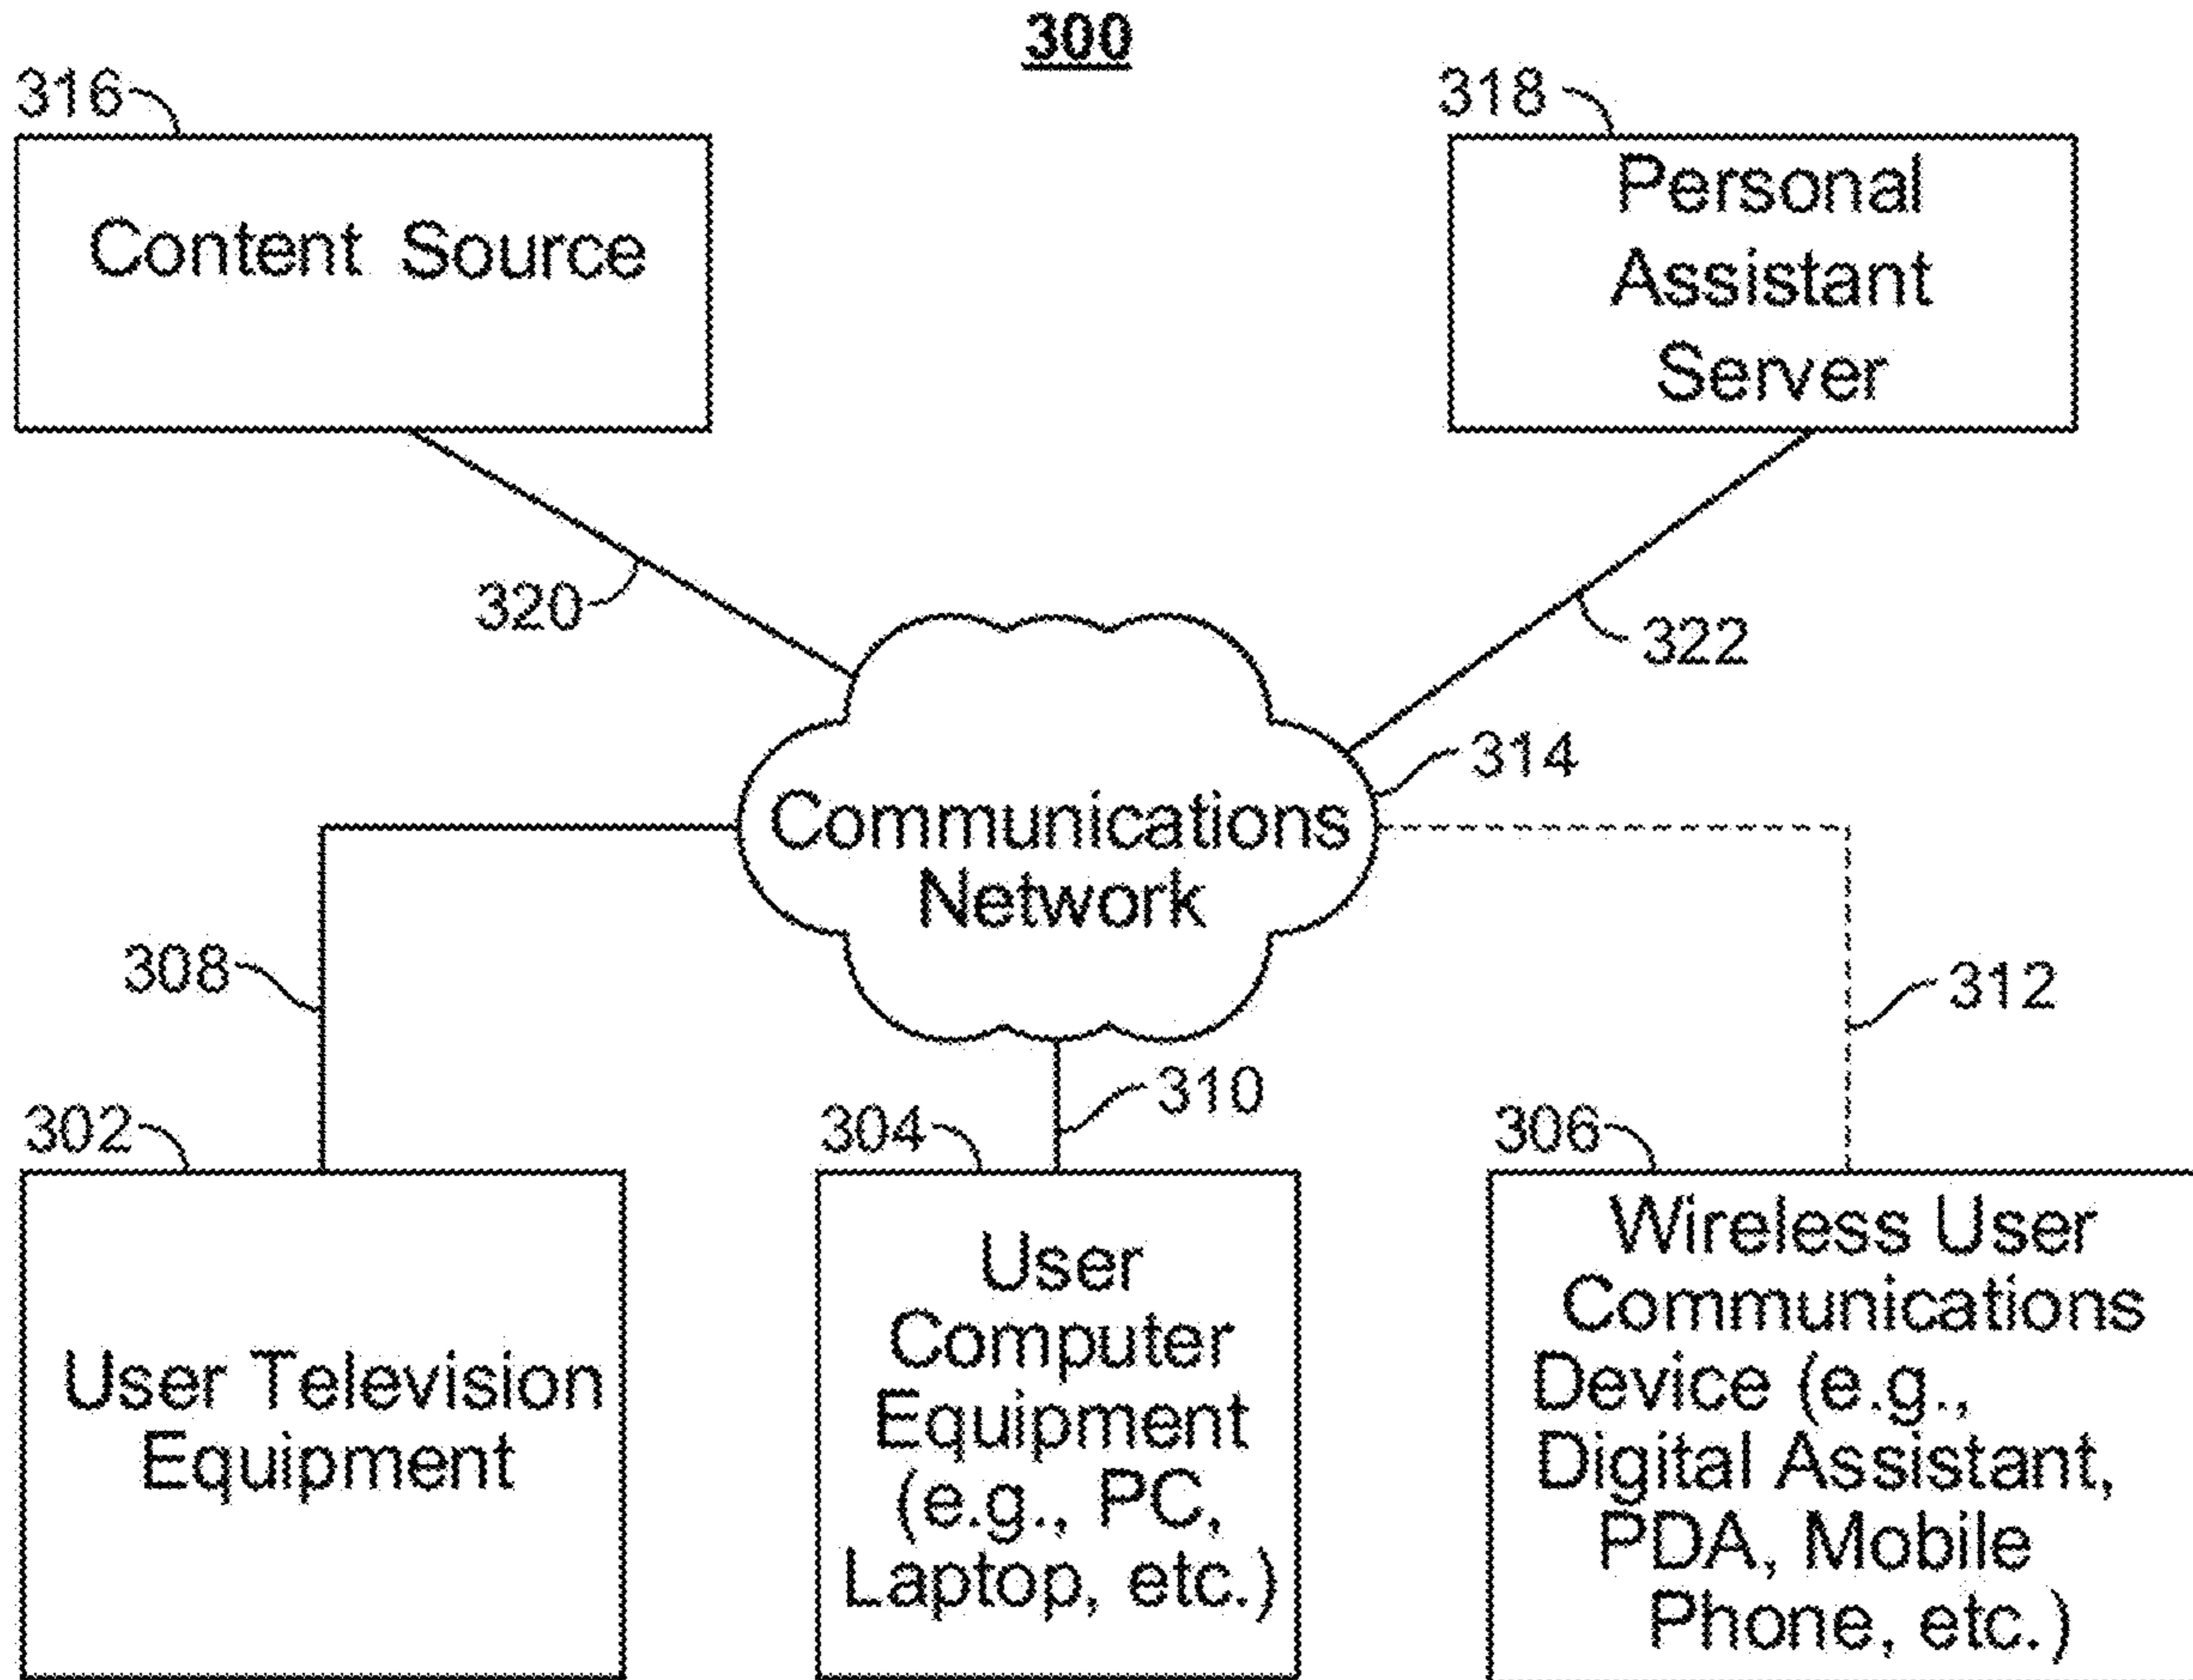 300
316
318
Content Source
Personal
Assistant
Server
320
322
314
Communications
Network
308
312
310
302
304
306
User Television
Equipment
User
Computer
Equipment
(e.g., PC,
Laptop, etc.)
Wireless User
Communications
Device (e.g.,
Digital Assistant,
PDA, Mobile
Phone, etc.)